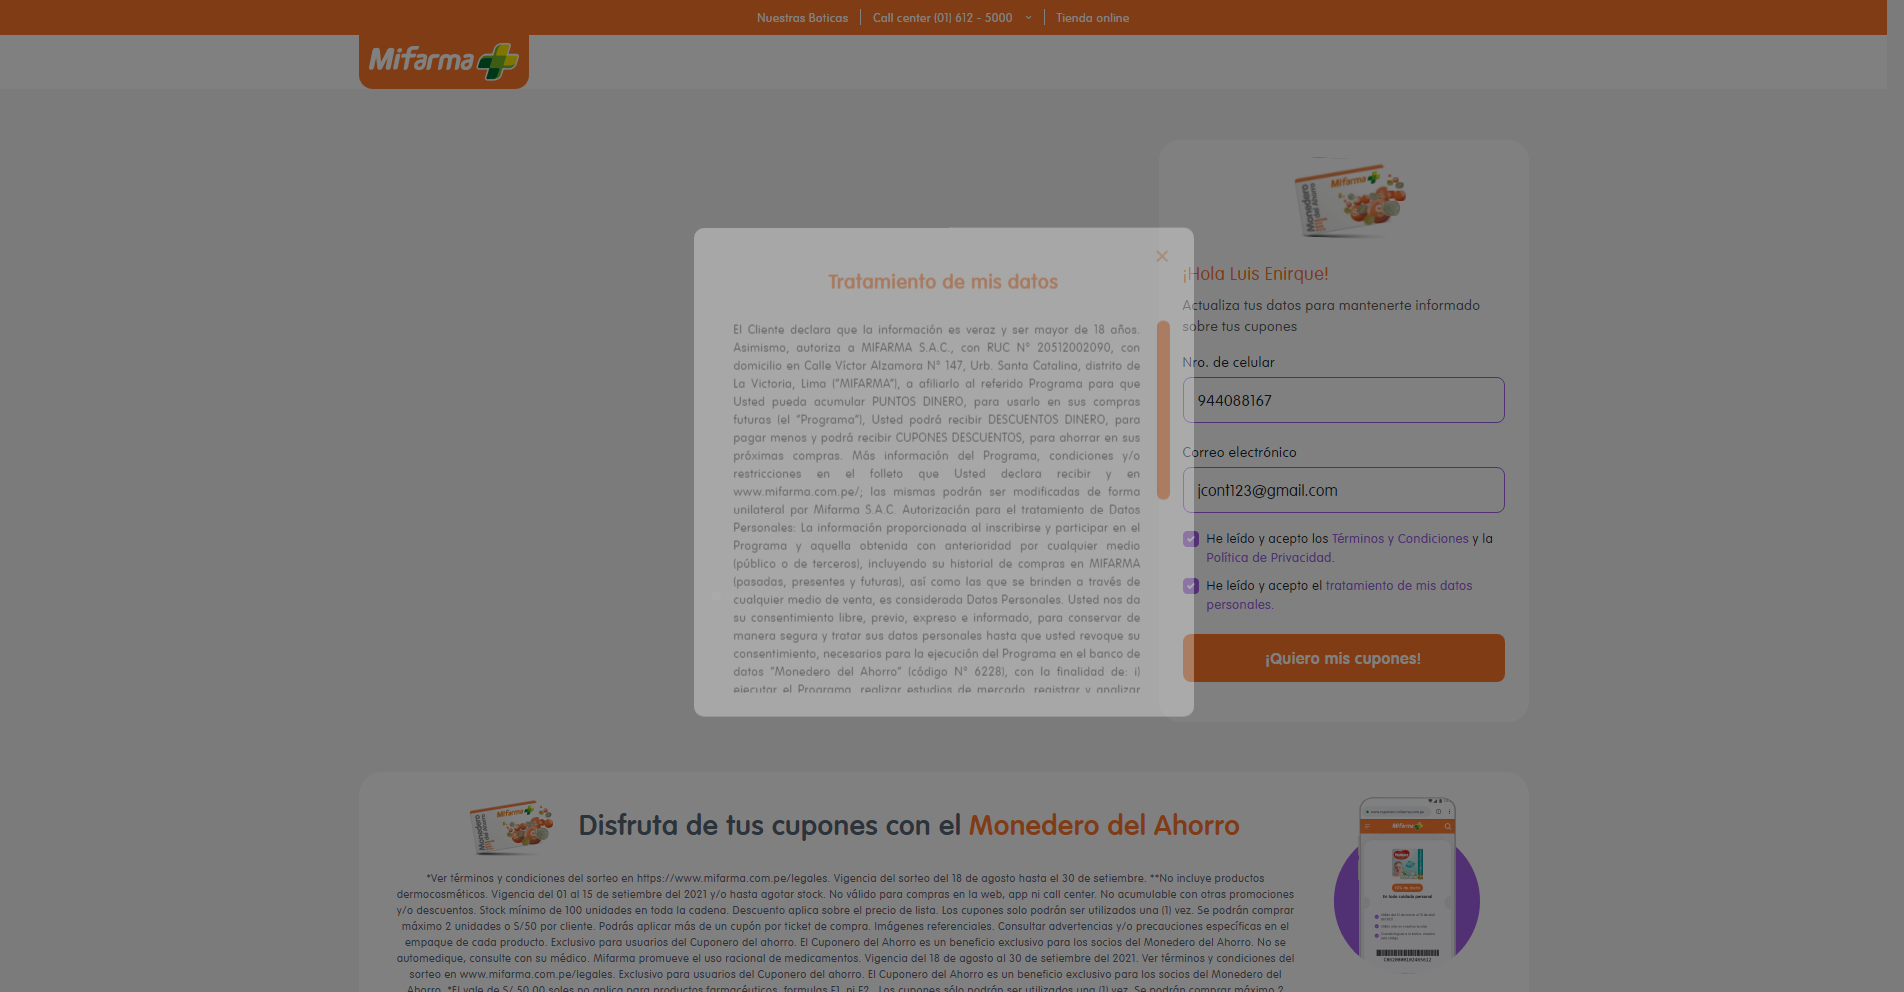 Nuestras Boticas
Call center (01) 612 - 5000
Tienda online
Mifarma
Tratamiento de mis datos
El Cliente declara que la información es veraz y ser mayor de 18 años.
Asimismo, autoriza a MIFARMA S.A.C., con RUC N° 20512002090, con
domicilio en Calle Víctor Alzamora N° 147, Urb. Santa Catalina, distrito de
La Victoria, Lima ("MIFARMA"), a afiliarlo al referido Programa para que
Usted pueda acumular PUNTOS DINERO, para usarlo en sus compras
futuras (el "Programa"), Usted podrá recibir DESCUENTOS DINERO, para
pagar menos y podrá recibir CUPONES DESCUENTOS, para ahorrar en sus
próximas compras. Más información del Programa, condiciones y/o
restricciones en el folleto que Usted declara recibir y en
www.mifarma.com.pe/; las mismas podrán ser modificadas de forma
unilateral por Mifarma S.A.C. Autorización para el tratamiento de Datos
Personales: La información proporcionada al inscribirse y participar en el
Programa y aquella obtenida con anterioridad por cualquier medio
(público o de terceros), incluyendo su historial de compras en MIFARMA
(pasadas, presentes y futuras), así como las que se brinden a través de
cualquier medio de venta, es considerada Datos Personales. Usted nos da
su consentimiento libre, previo, expreso e informado, para conservar de
manera segura y tratar sus datos personales hasta que usted revoque su
consentimiento, necesarios para la ejecución del Programa en el banco de
datos "Monedero del Ahorro" (código N° 6228), con la finalidad de: i)
ejecutar el Programa, realizar estudios de mercado, registrar y analizar
Monedero del Ahorro
Mifarma
¡Hola Luis Enirque!
Actualiza tus datos para mantenerte informado
sobre tus cupones
Nro. de celular
944088167
Correo electrónico
jcont123@gmail.com
He leído y acepto los Términos y Condiciones y la
Política de Privacidad.
He leído y acepto el tratamiento de mis datos
personales.
¡Quiero mis cupones!
Monedero del Ahorro
Mifarma
Disfruta de tus cupones con el Monedero del Ahorro
*Ver términos y condiciones del sorteo en https://www.mifarma.com.pe/legales. Vigencia del sorteo del 18 de agosto hasta el 30 de setiembre. **No incluye productos
dermocosméticos. Vigencia del 01 al 15 de setiembre del 2021 y/o hasta agotar stock. No válido para compras en la web, app ni call center. No acumulable con otras promociones
y/o descuentos. Stock mínimo de 100 unidades en toda la cadena. Descuento aplica sobre el precio de lista. Los cupones solo podrán ser utilizados una (1) vez. Se podrán comprar
máximo 2 unidades o S/50 por cliente. Podrás aplicar más de un cupón por ticket de compra. Imágenes referenciales. Consultar advertencias y/o precauciones específicas en el
empaque de cada producto. Exclusivo para usuarios del Cuponero del ahorro. El Cuponero del Ahorro es un beneficio exclusivo para los socios del Monedero del Ahorro. No se
automedique, consulte con su médico. Mifarma promueve el uso racional de medicamentos. Vigencia del 18 de agosto al 30 de setiembre del 2021. Ver términos y condiciones del
sorteo en www.mifarma.com.pe/legales. Exclusivo para usuarios del Cuponero del ahorro. El Cuponero del Ahorro es un beneficio exclusivo para los socios del Monedero del
Ahorro. *El vale de S/ 50.00 soles no aplica para productos farmacéuticos, formulas F1, ni F2. Los cupones sólo podrán ser utilizados una (1) vez. Se podrán comprar máximo 2
Mifarma